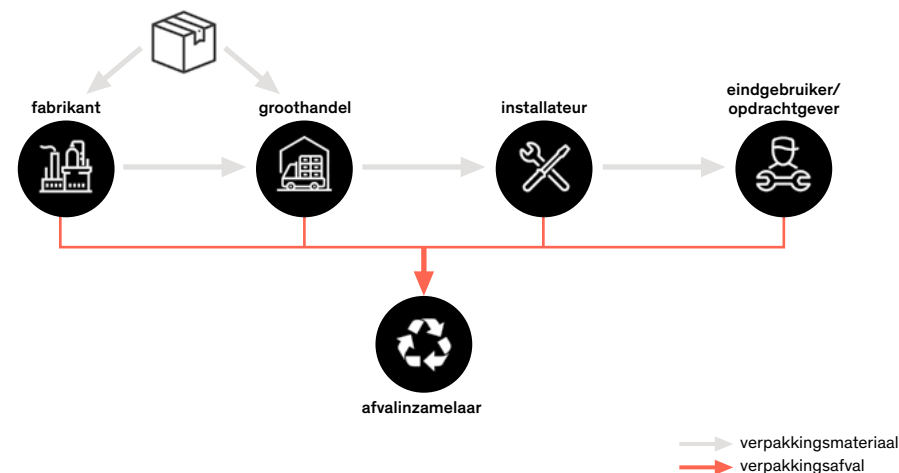 fabrikant
groothandel
installateur
eindgebruiker/
opdrachtgever
afvalinzamelaar
verpakkingsmateriaal
verpakkingsafval